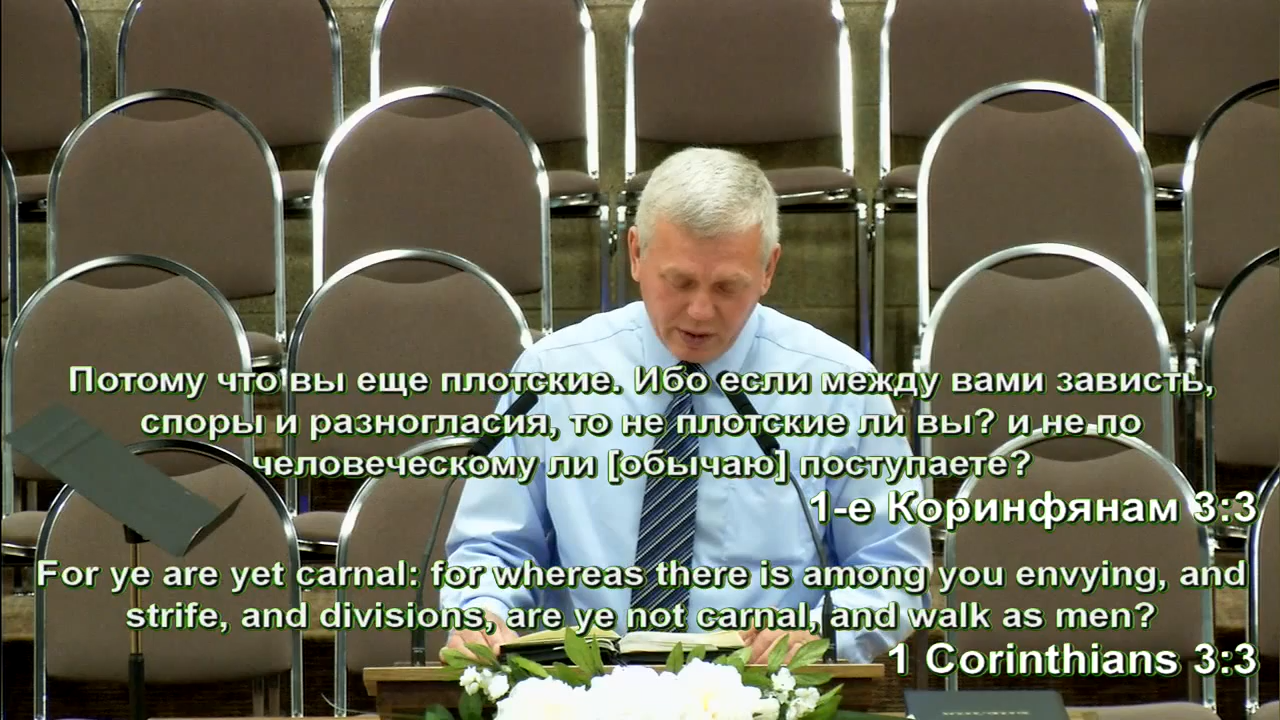 Потому что вы еще плотские. Ибо если между вами зависть,
споры и разногласия, то не плотские ли вы? и не по
человеческому ли [обычаю] поступаете?
1-е Коринфянам 3:3
For ye are yet carnal: for whereas there is among you envying, and
strife, and divisions, are ye not carnal, and walk as men?
1 Corinthians 3:3